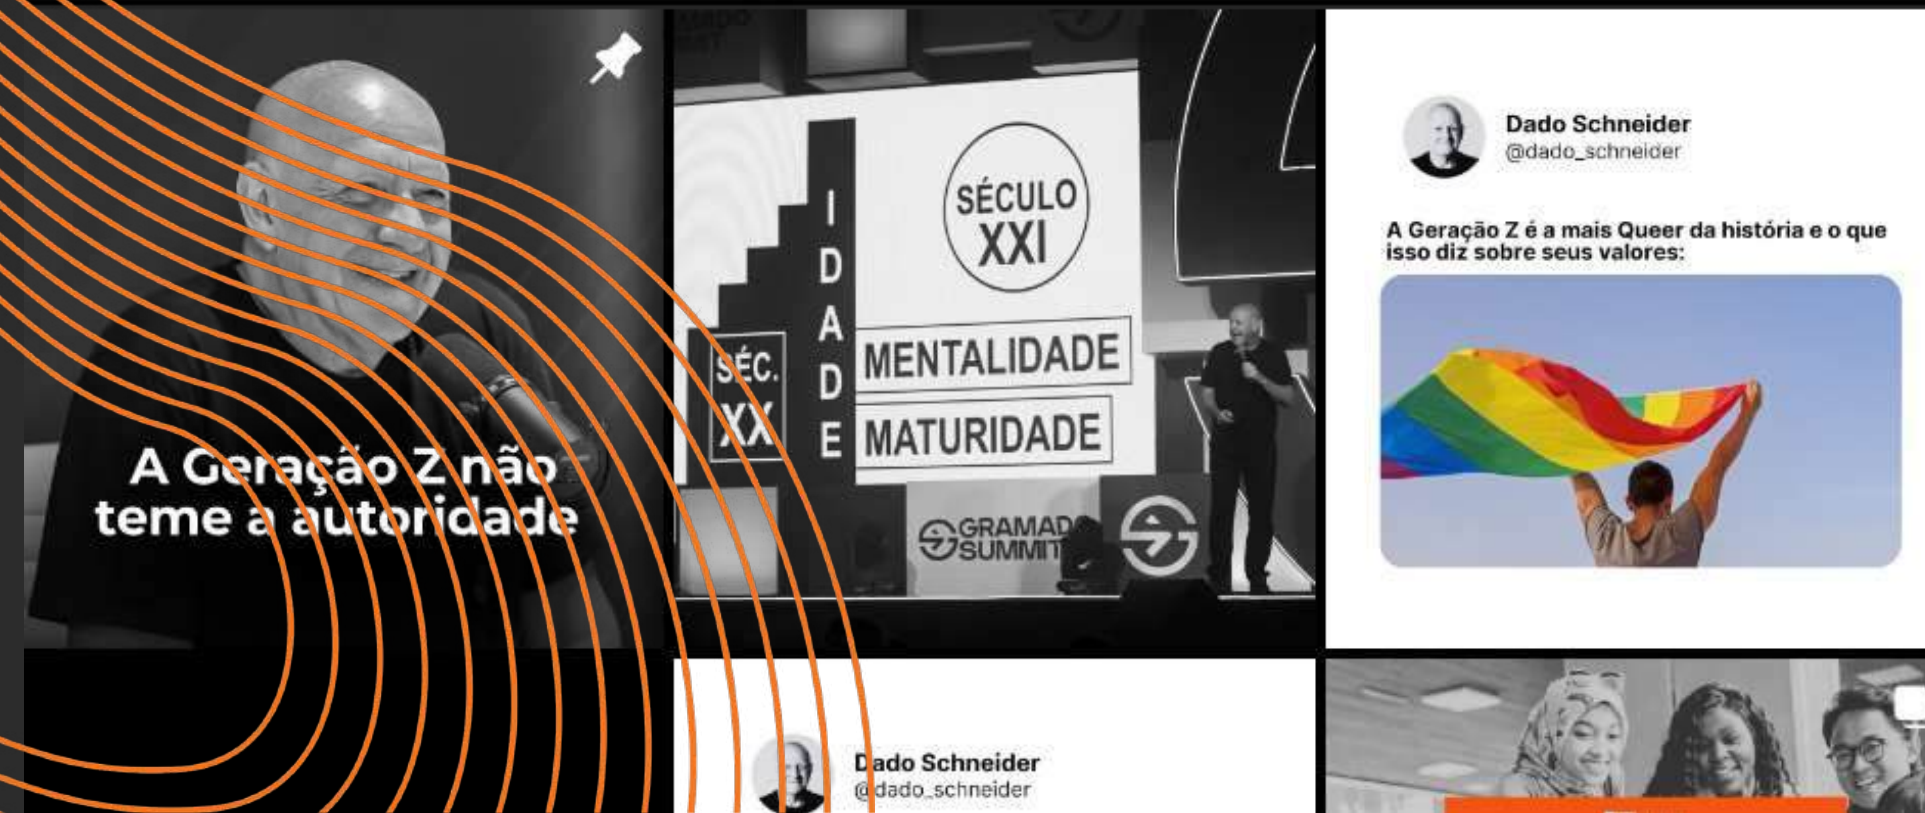 A Geração Z não
teme a autoridade
SÉCULO
XXI
IDADE
SÉC.
XX
MENTALIDADE
MATURIDADE
GRAMADO
SUMMIT
Dado Schneider
@dado_schneider
A Geração Z é a mais Queer da história e o que
isso diz sobre seus valores:
Dado Schneider
@dado_schneider